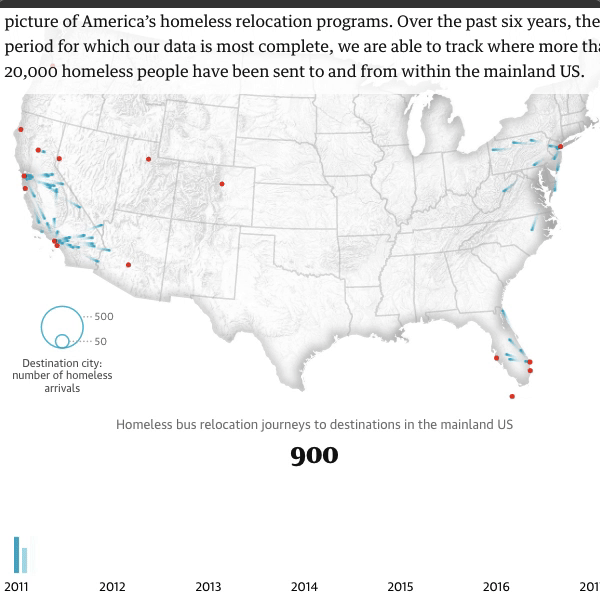 picture of America’s homeless relocation programs. Over the past six years, the
period for which our data is most complete, we are able to track where more
20,000 homeless people have been sent to and from within the mainland US.
500
50
Destination city:
number of homeless
arrivals
Homeless bus relocation journeys to destinations in the mainland US
900
2011 2012 2013 2014 2015 2016